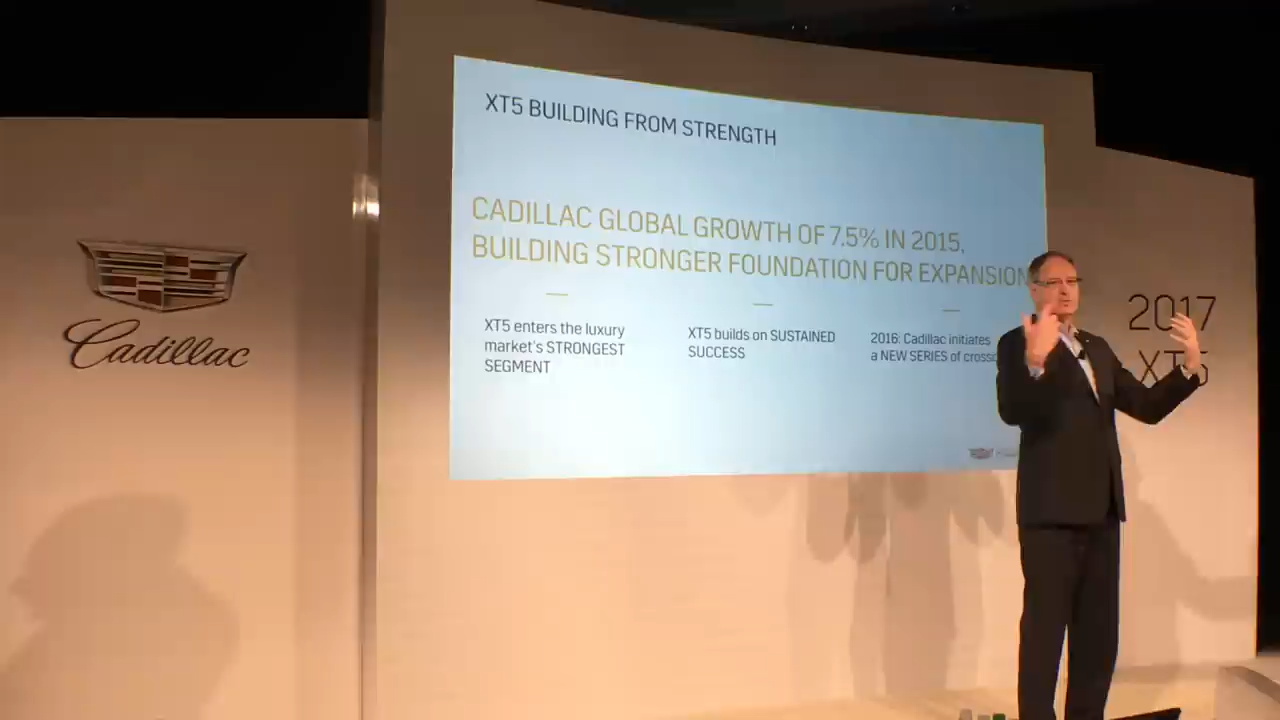 XT5 BUILDING FROM STRENGTH
CADILLAC GLOBAL GROWTH OF 7.5% IN 2015,
BUILDING STRONGER FOUNDATION FOR EXPANSION
XT5 enters the luxury
market's STRONGEST
SEGMENT
XT5 builds on SUSTAINED
SUCCESS
2016: Cadillac initiates
a NEW SERIES of
Cadillac
2017
XT5